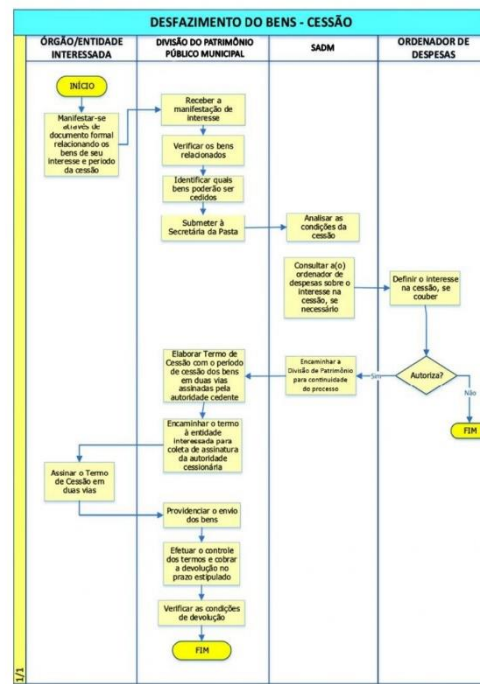 DESFAZIMENTO DO BENS - CESSÃO
ÓRGÃO/ENTIDADE
INTERESSADA
DIVISÃO DO PATRIMÔNIO
PÚBLICO MUNICIPAL
SADM
ORDENADOR DE
DESPESAS
INÍCIO
Manifestar-se
através de
documento formal
relacionando os
bens de seu
interesse e período
da cessão
Receber a
manifestação de
interesse
Verificar os bens
relacionados
Identificar quais
bens poderão ser
cedidos
Submeter à
Secretária da Pasta
Analisar as
condições da
cessão
Consultar a(o)
ordenador de
despesas sobre o
interesse na
cessão, se
necessário
Definir o interesse
na cessão, se
couber
Autoriza?
Sim
Não
FIM
Encaminhar a
Divisão de Patrimônio
para continuidade
do processo
Elaborar Termo de
Cessão com o período
de cessão dos bens
em duas vias
assinadas pela
autoridade cedente
Encaminhar o termo
à entidade
interessada para
coleta de assinatura
da autoridade
cessionária
Assinar o Termo
de Cessão em
duas vias
Providenciar o envio
dos bens
Efetuar o controle
dos termos e cobrar
a devolução no
prazo estipulado
Verificar as condições
de devolução
FIM
1/1